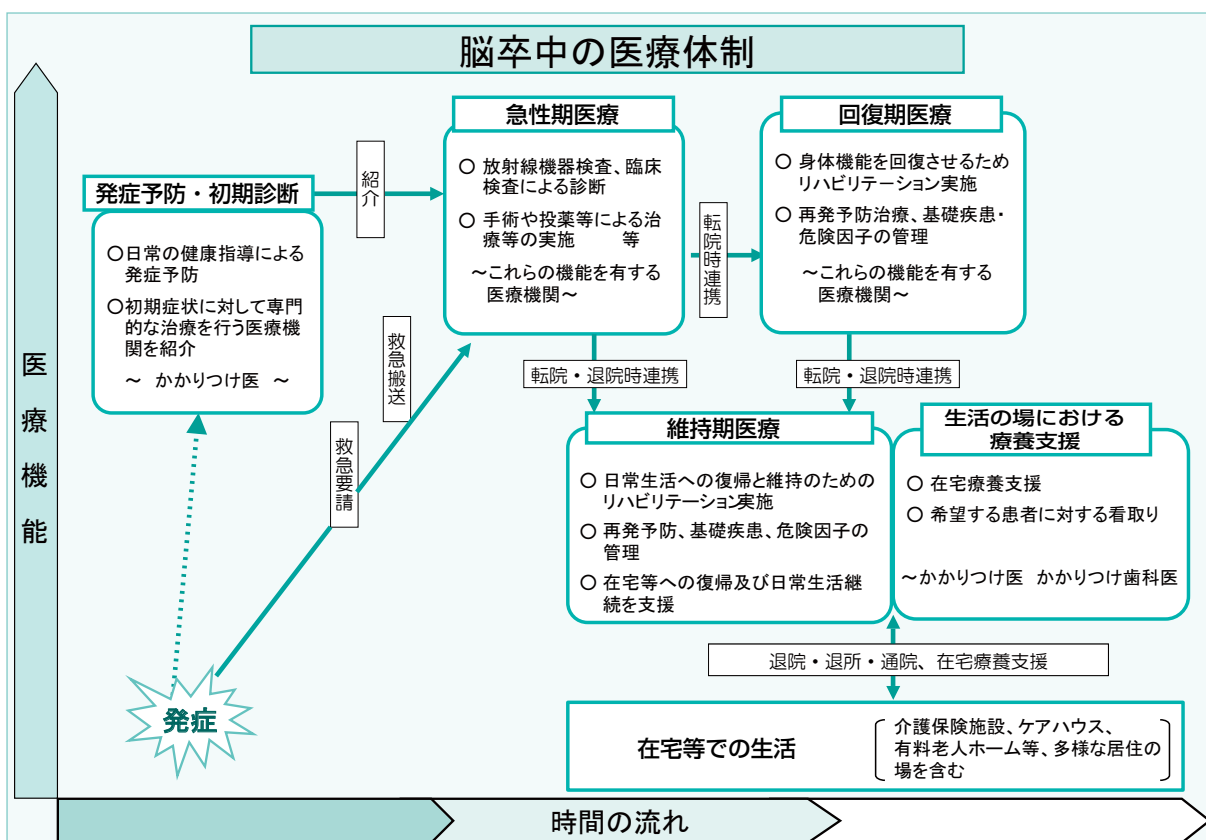 脳卒中の医療体制
医療機能
発症予防・初期診断
○日常の健康指導による
発症予防
○初期症状に対して専門
的な治療を行う医療機
関を紹介
～ かかりつけ医 ～
紹介
急性期医療
○ 放射線機器検査、臨床
検査による診断
○ 手術や投薬等による治
療等の実施 等
～これらの機能を有する
医療機関～
転院時連携
回復期医療
○ 身体機能を回復させるため
リハビリテーション実施
○ 再発予防治療、基礎疾患・
危険因子の管理
～これらの機能を有する
医療機関～
救急搬送
救急要請
発症
転院・退院時連携
転院・退院時連携
維持期医療
○ 日常生活への復帰と維持のための
リハビリテーション実施
○ 再発予防、基礎疾患、危険因子の
管理
○ 在宅等への復帰及び日常生活継
続を支援
生活の場における
療養支援
○ 在宅療養支援
○ 希望する患者に対する看取り
～かかりつけ医 かかりつけ歯科医
退院・退所・通院、在宅療養支援
在宅等での生活
介護保険施設、ケアハウス、
有料老人ホーム等、多様な居住の
場を含む
時間の流れ